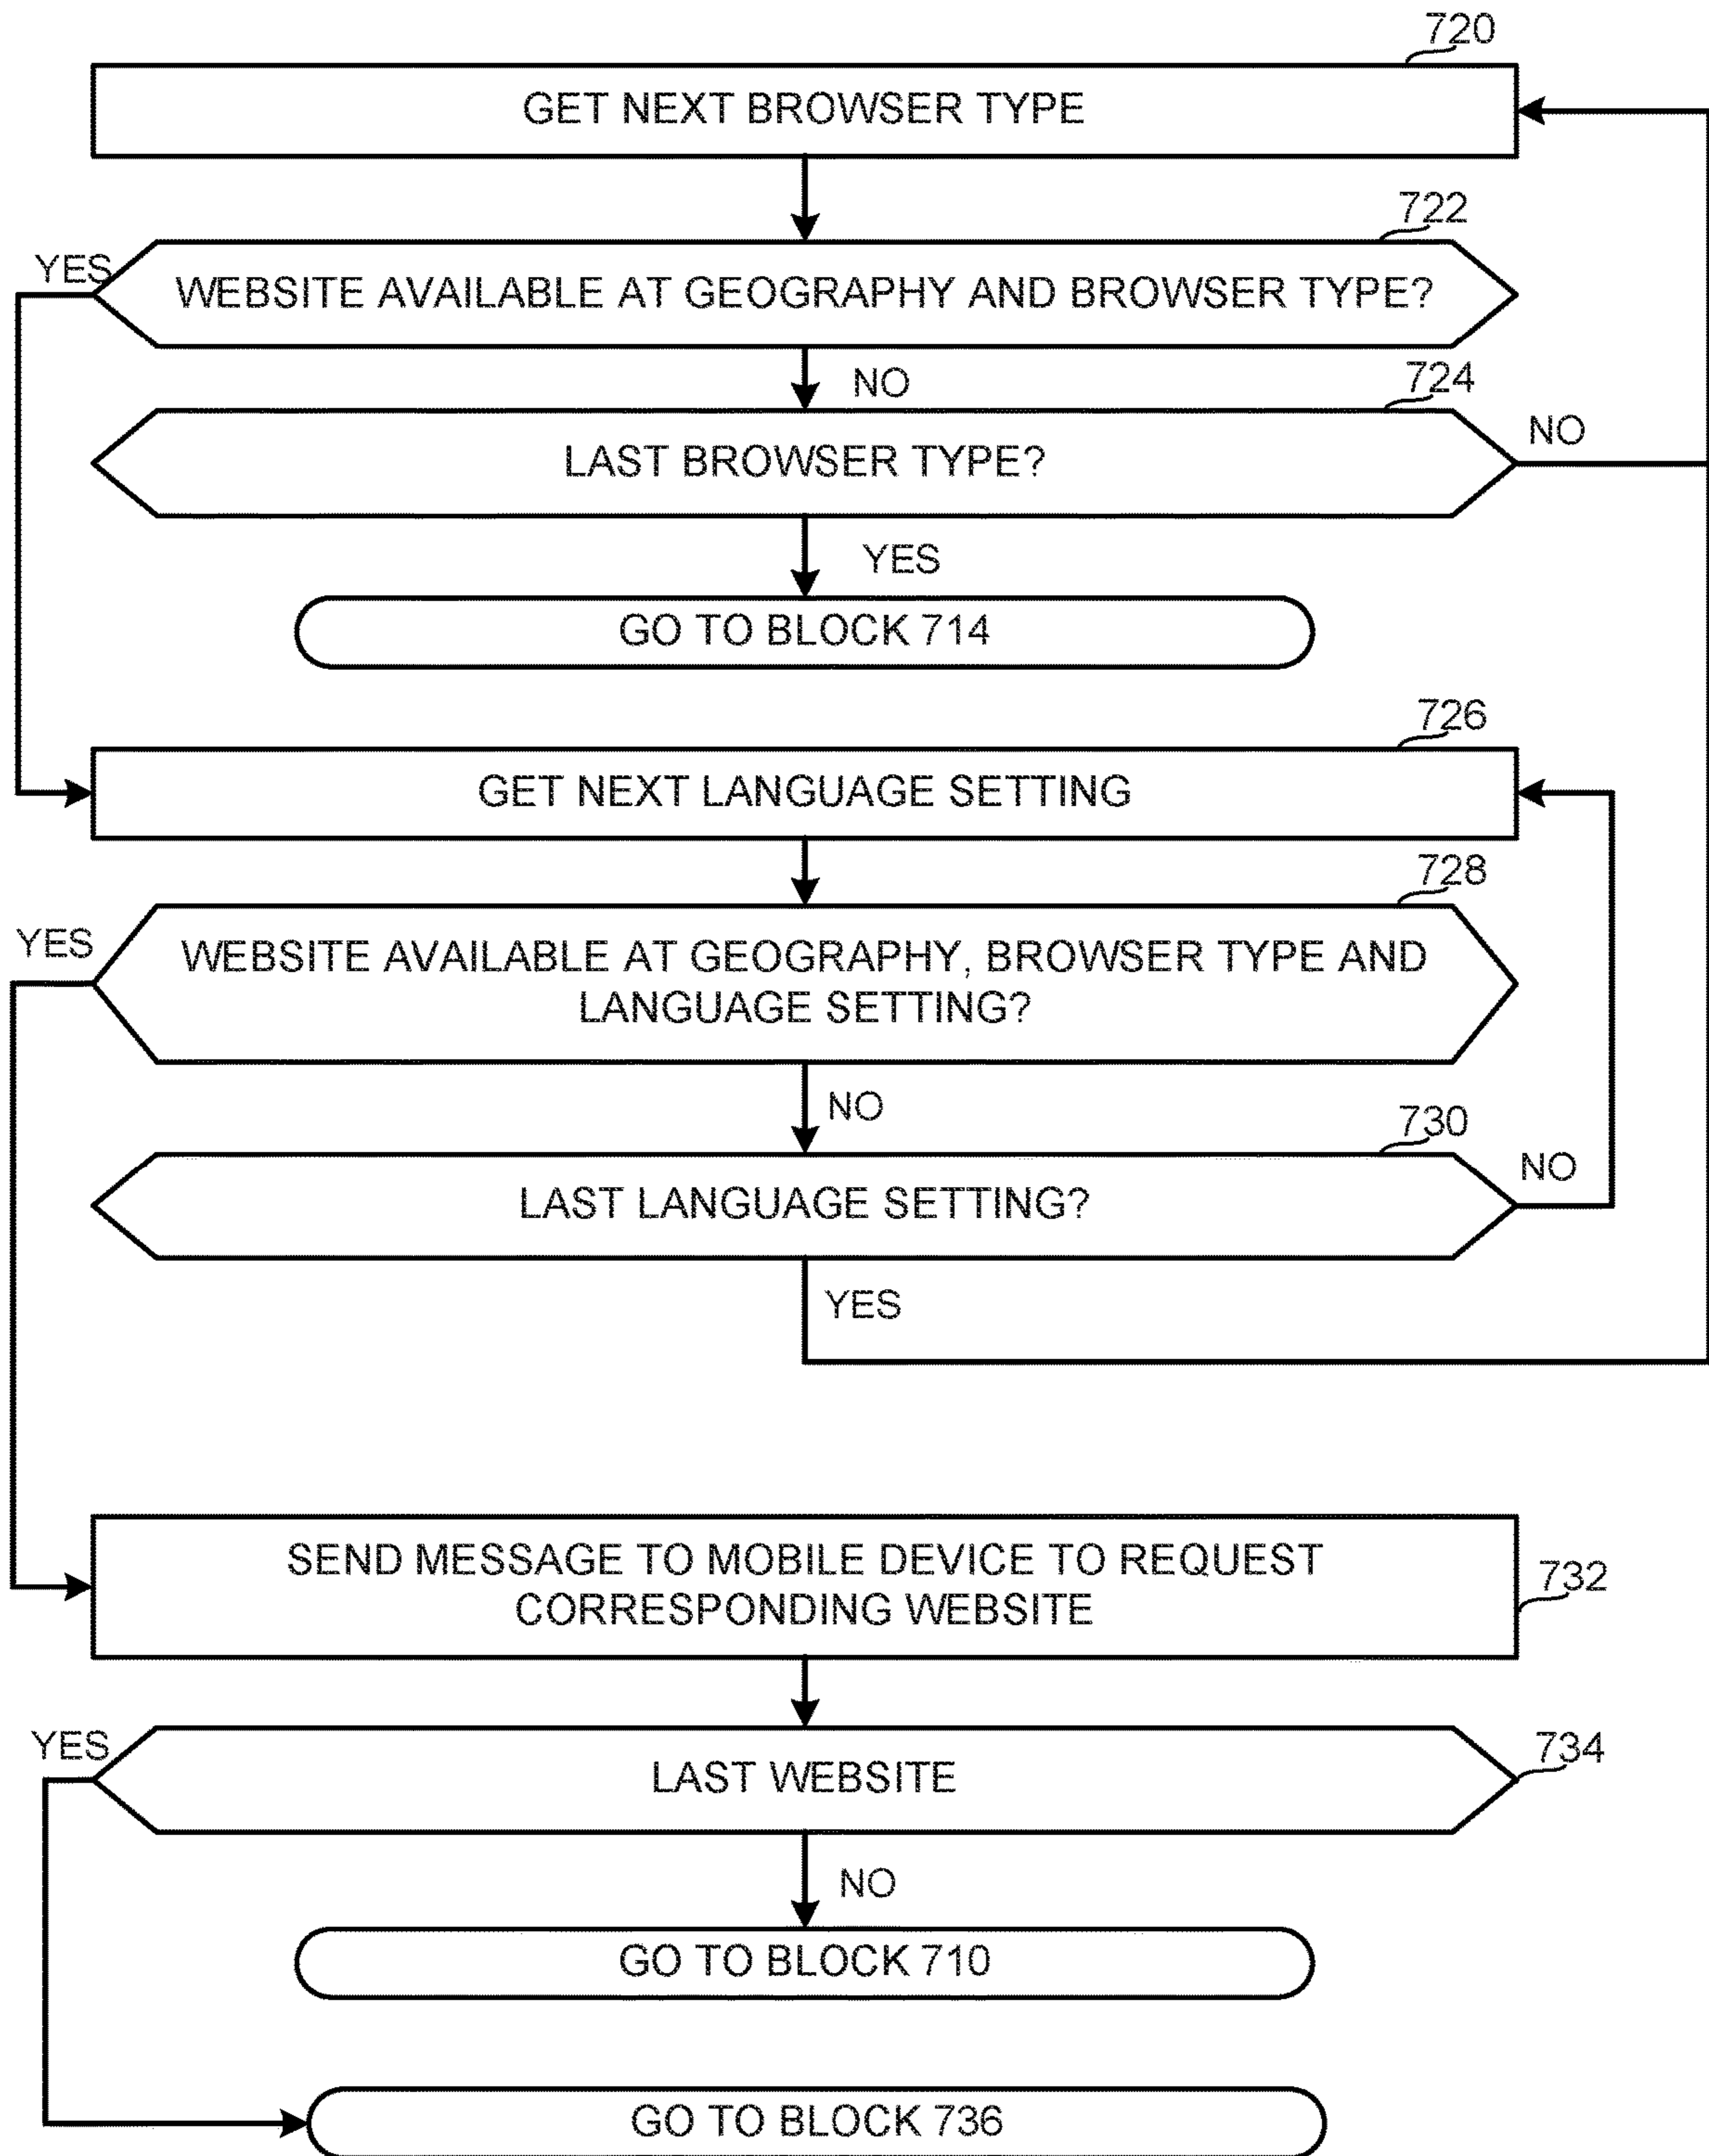 720
GET NEXT BROWSER TYPE
722
YES
WEBSITE AVAILABLE AT GEOGRAPHY AND BROWSER TYPE?
NO
724
LAST BROWSER TYPE?
NO
YES
GO TO BLOCK 714
726
GET NEXT LANGUAGE SETTING
728
YES
WEBSITE AVAILABLE AT GEOGRAPHY, BROWSER TYPE AND
LANGUAGE SETTING?
NO
730
LAST LANGUAGE SETTING?
NO
YES
SEND MESSAGE TO MOBILE DEVICE TO REQUEST
CORRESPONDING WEBSITE
732
YES
LAST WEBSITE
734
NO
GO TO BLOCK 710
GO TO BLOCK 736